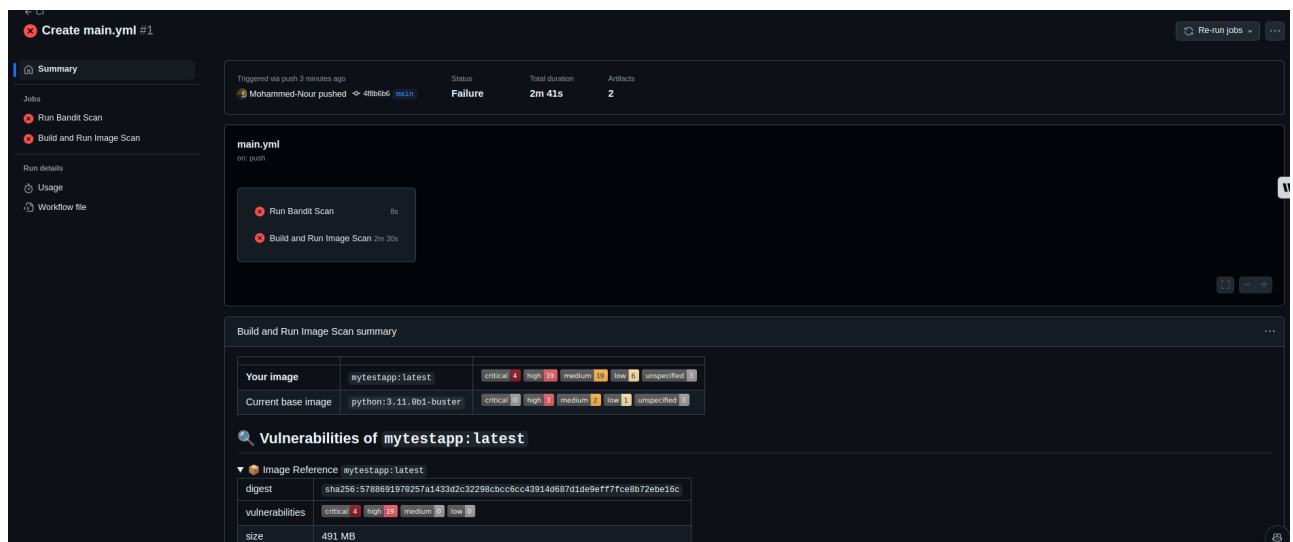 ← CI
Create main.yml #1
Re-run jobs
Summary
Jobs
Run Bandit Scan
Build and Run Image Scan
Run details
Usage
Workflow file
Triggered via push 3 minutes ago
Status
Total duration
Artifacts
Mohammed-Nour pushed 4f8b6b6 main
Failure
2m 41s
2
main.yml
on: push
Run Bandit Scan 8s
Build and Run Image Scan 2m 30s
Build and Run Image Scan summary
Your image mytestapp:latest critical 4 high 19 medium 19 low 6 unspecified 3
Current base image python:3.11.0b1-buster critical 0 high 3 medium 2 low 1 unspecified 3
Vulnerabilities of mytestapp:latest
Image Reference mytestapp:latest
digest sha256:5788691970257a1433d2c32298cbcc6cc43914d687d1de9eff7fce8b72ebe16c
vulnerabilities critical 4 high 19 medium 0 low 0
size 491 MB